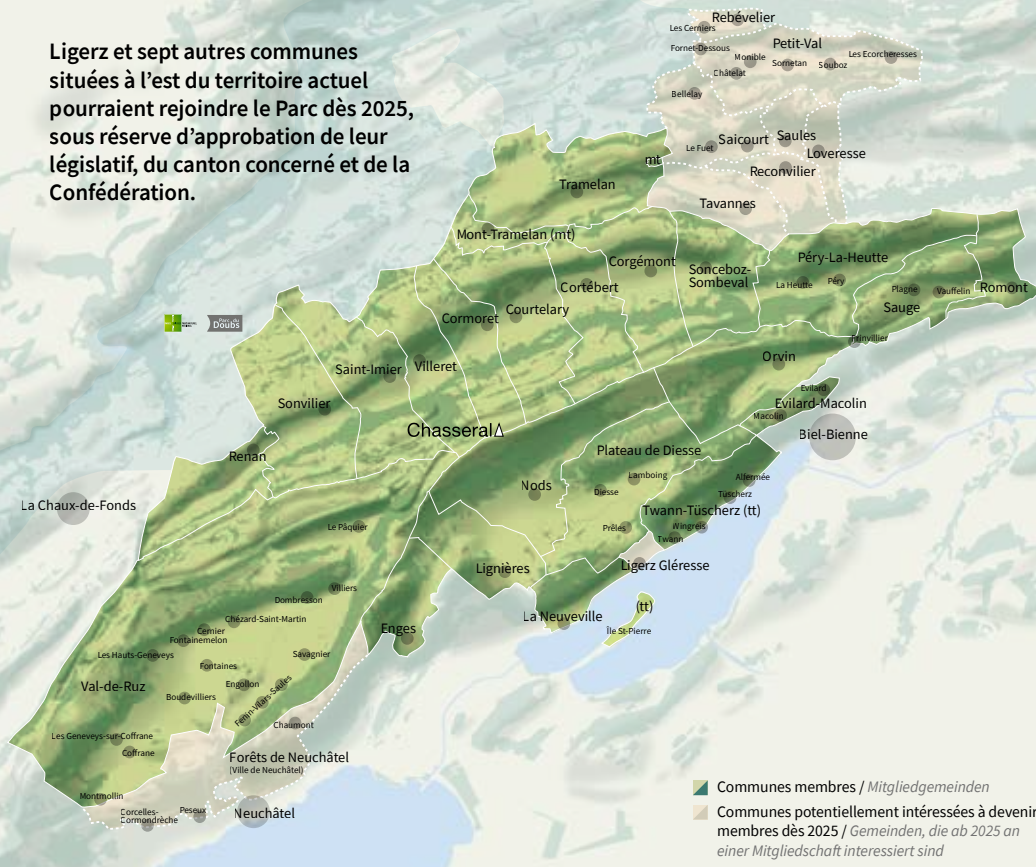 Ligerz et sept autres communes
situées à l’est du territoire actuel
pourraient rejoindre le Parc dès 2025,
sous réserve d’approbation de leur
législatif, du canton concerné et de la
Confédération.
Rebévelier
Les Cerniers
Petit-Val
Fornet-Dessous
Monible
Sornetan
Souboz
Les Ecorcheresses
Châtelat
Bellelay
Saicourt
Saules
Le Fuet
Loveresse
mt
Reconvilier
Tramelan
Tavannes
Mont-Tramelan (mt)
Corgémont
Sonceboz-
Sombeval
Péry-La-Heutte
La Heutte
Péry
Cortébert
Plagne
Vauffelin
Romont
Sauge
Courtelary
Cormoret
Parc du
Doubs
Frinvillier
Orvin
Saint-Imier
Villeret
Evilard
Evilard-Macolin
Macolin
Sonvilier
Chasseral
Biel-Bienne
Renan
Plateau de Diesse
Lamboing
Alfermée
Nods
Diesse
Tüscherz
La Chaux-de-Fonds
Twann-Tüscherz (tt)
Le Pâquier
Prêles
Wingreis
Twann
Lignières
Ligerz Gléresse
Villiers
Dombresson
(tt)
La Neuveville
Île St-Pierre
Chézard-Saint-Martin
Cernier
Fontainemelon
Enges
Les Hauts-Geneveys
Savagnier
Fontaines
Val-de-Ruz
Engollon
Boudevilliers
Fenin-Vilars-Saules
Chaumont
Les Geneveys-sur-Coffrane
Coffrane
Forêts de Neuchâtel
(Ville de Neuchâtel)
Montmollin
Corcelles-
Cormondrèche
Peseux
Neuchâtel
Communes membres / Mitgliedgemeinden
Communes potentiellement intéressées à devenir
membres dès 2025 / Gemeinden, die ab 2025 an
einer Mitgliedschaft interessiert sind